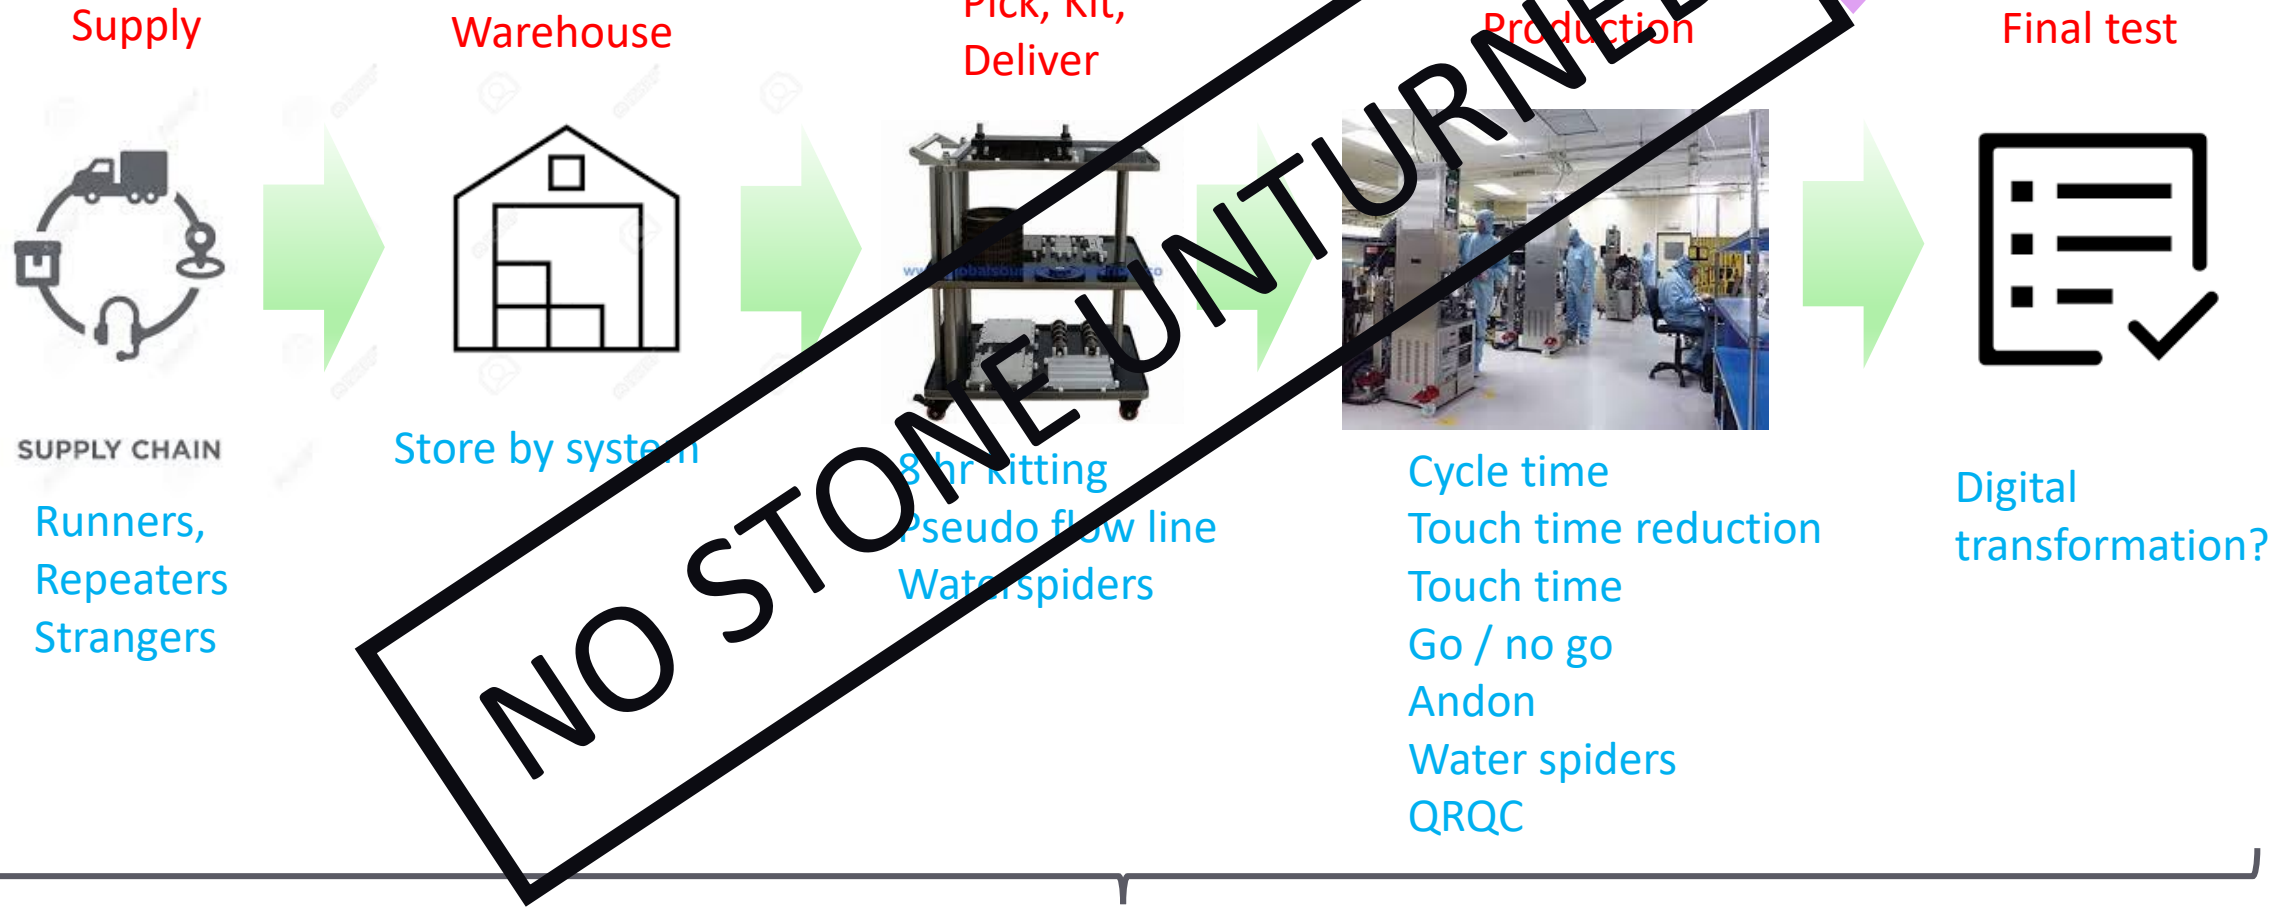 Supply
Warehouse
Pick, Kit,
Deliver
Production
Final test
NO STONE UNTURNED
SUPPLY CHAIN
Runners,
Repeaters
Strangers
Store by system
8 hr kitting
Pseudo flow line
Waterspiders
Cycle time
Touch time reduction
Touch time
Go / no go
Andon
Water spiders
QRQC
Digital
transformation?